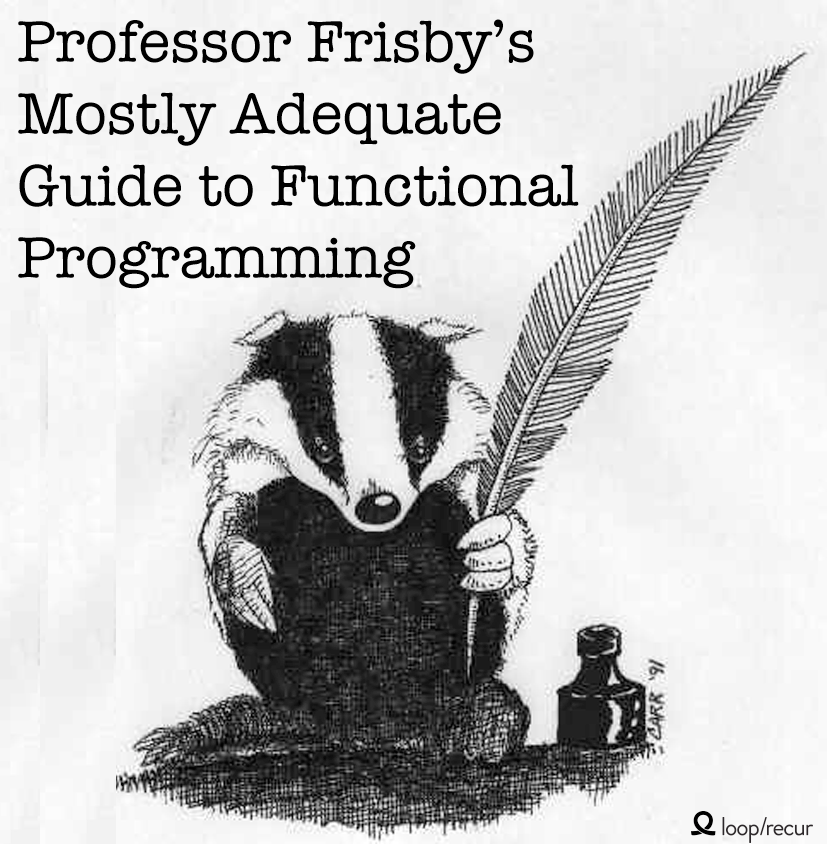 Professor Frisby’s
Mostly Adequate
Guide to Functional
Programming
CARR '91
loop/recur